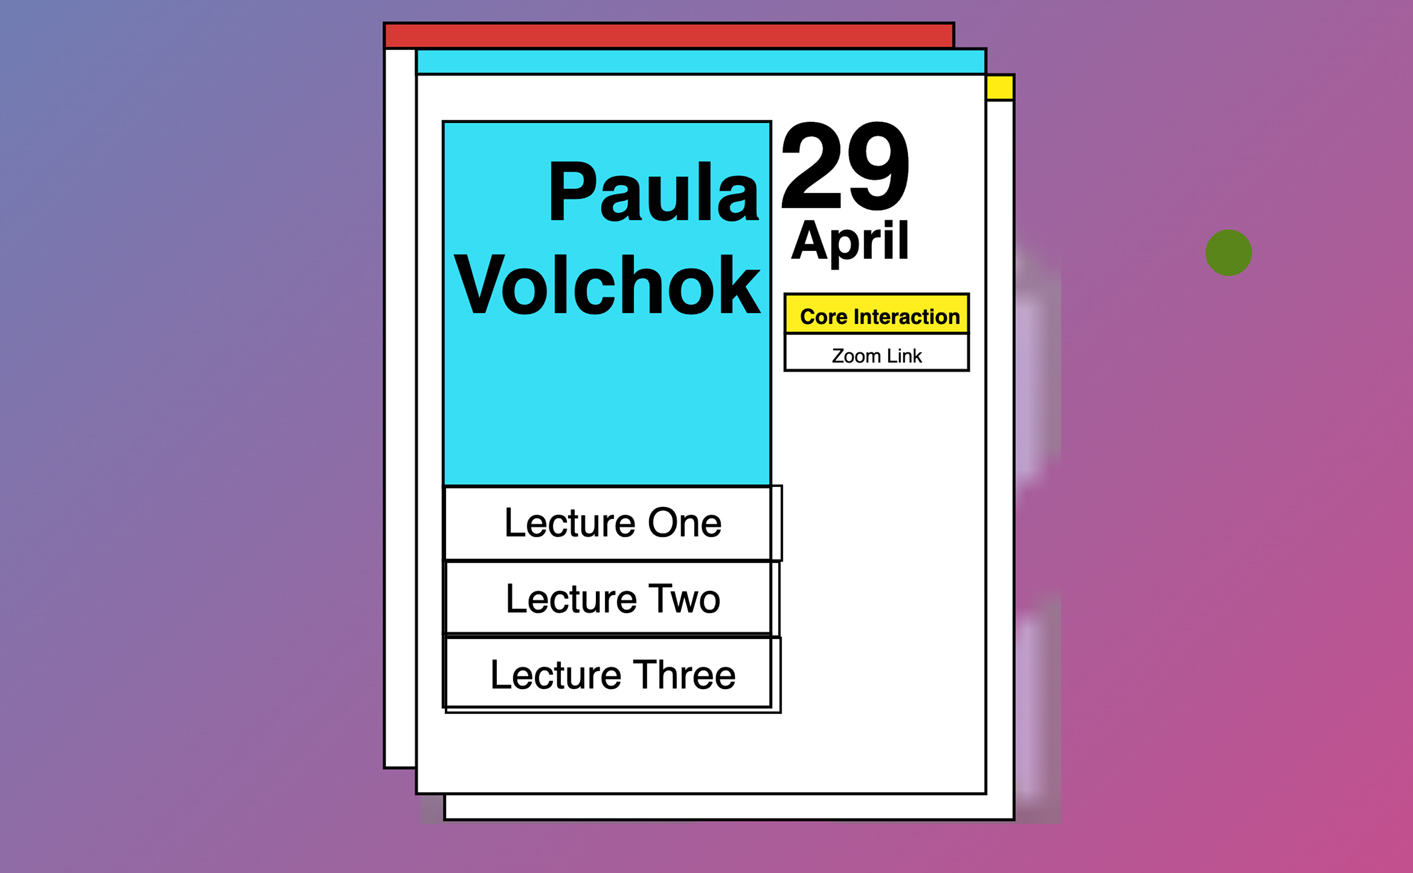 Paula
Volchok
29
April
Core Interaction
Zoom Link
Lecture One
Lecture Two
Lecture Three